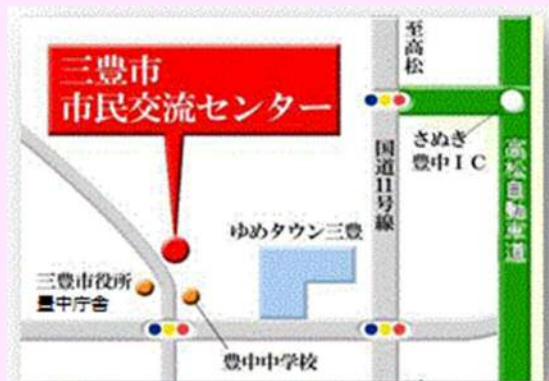 三豊市
市民交流センター
至高松
さぬき
豊中IC
国道11号線
高松自動車道
ゆめタウン三豊
三豊市役所
豊中庁舎
豊中中学校